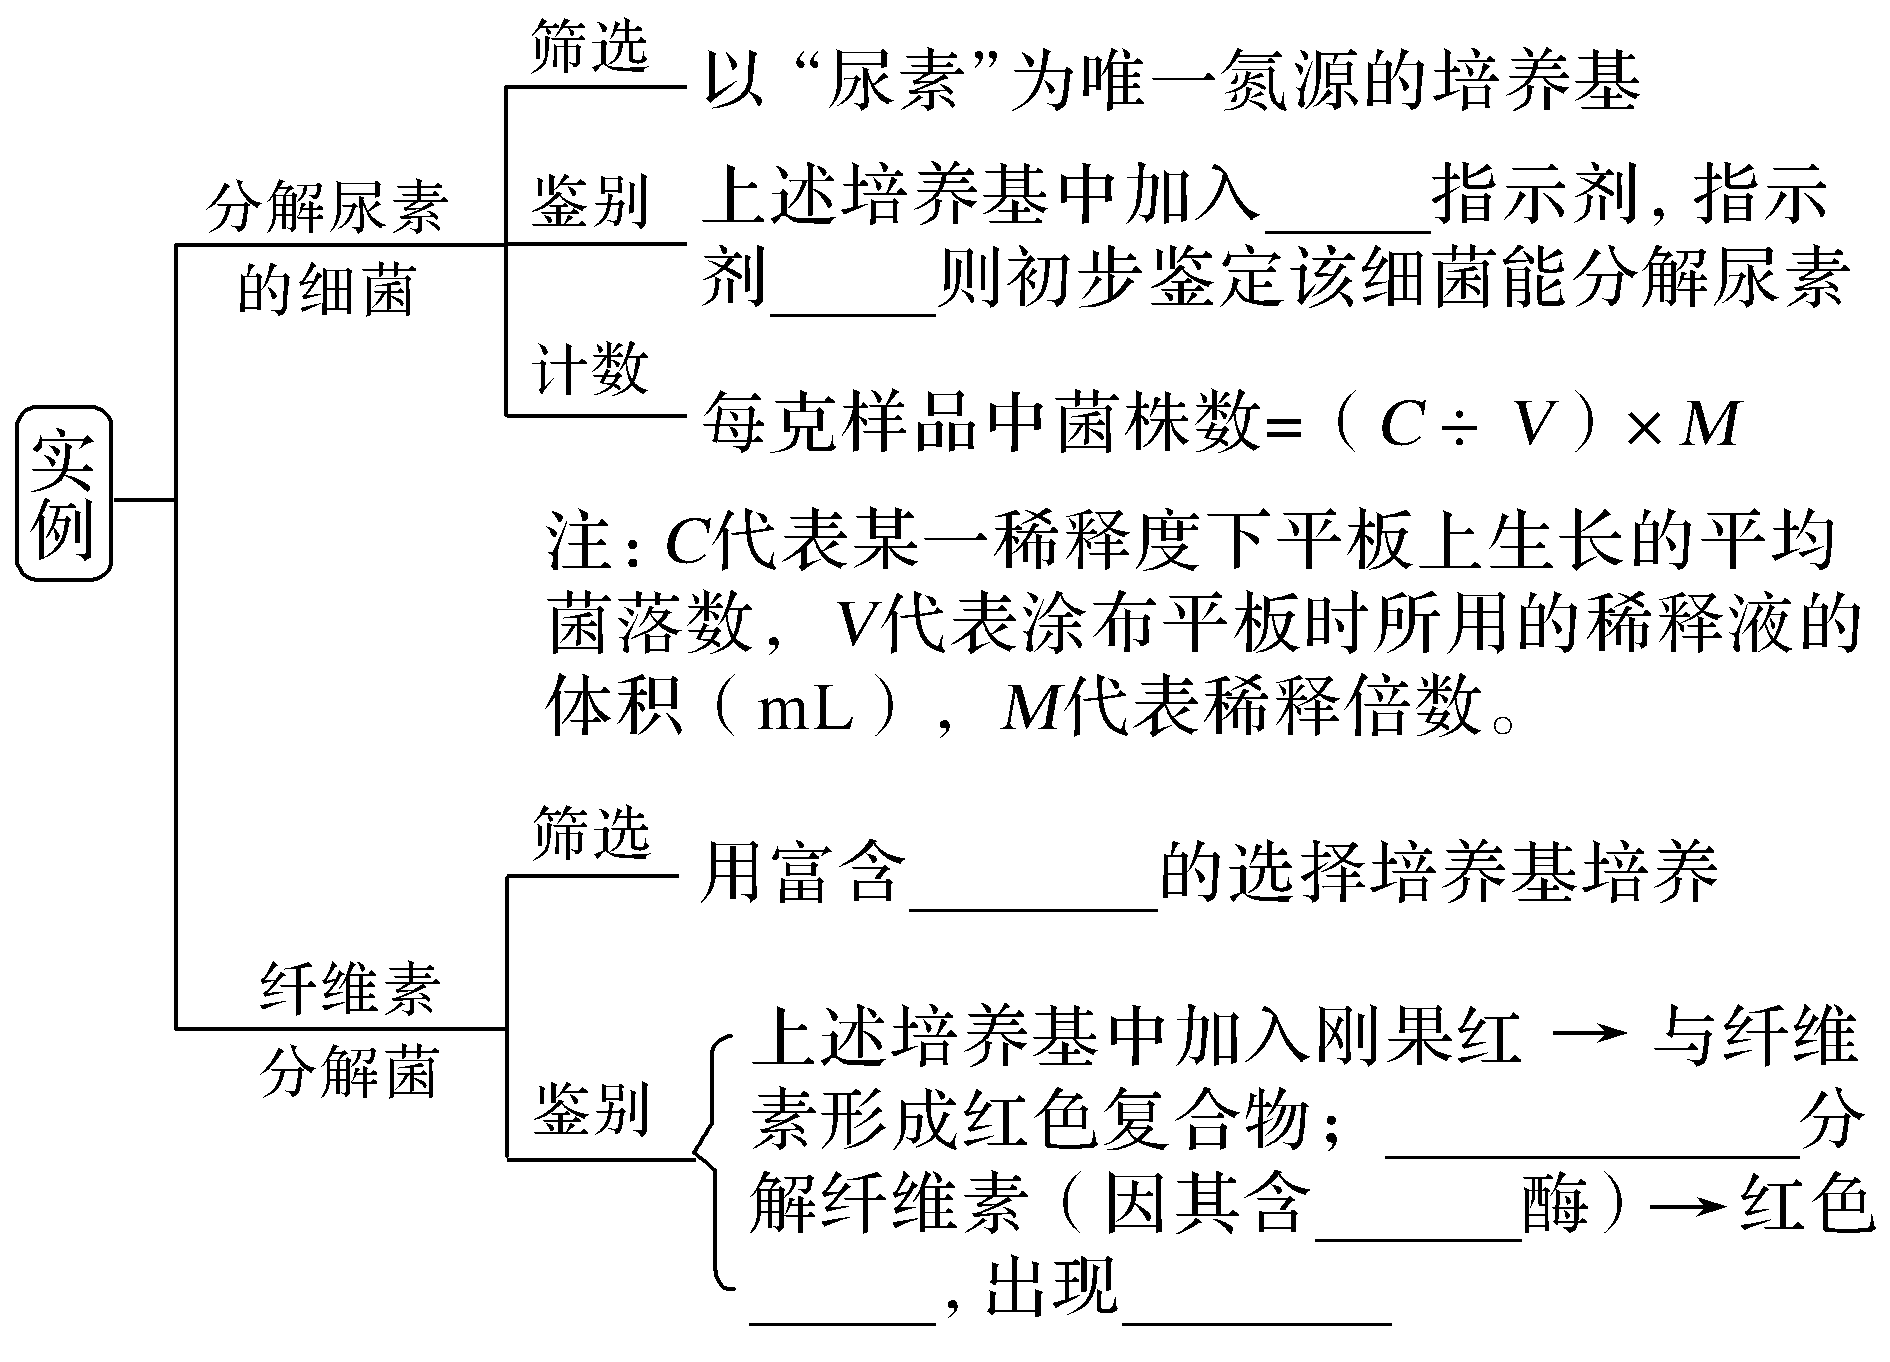 实例
分解尿素
的细菌
筛选
以“尿素”为唯一氮源的培养基
鉴别
上述培养基中加入_____指示剂，指示
剂_____则初步鉴定该细菌能分解尿素
计数
每克样品中菌株数=（C÷V）×M
注：C代表某一稀释度下平板上生长的平均
菌落数，V代表涂布平板时所用的稀释液的
体积（mL），M代表稀释倍数。
纤维素
分解菌
筛选
用富含_______的选择培养基培养
鉴别
上述培养基中加入刚果红→与纤维
素形成红色复合物；____________分
解纤维素（因其含______酶）→红色
_____，出现_______